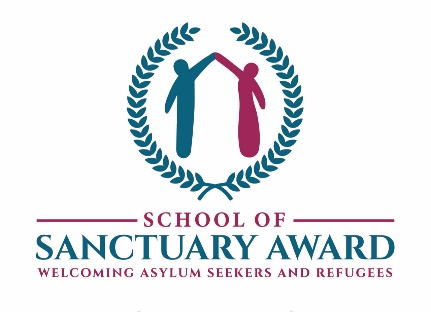 SCHOOL OF
SANCTUARY AWARD
WELCOMING ASYLUM SEEKERS AND REFUGEES